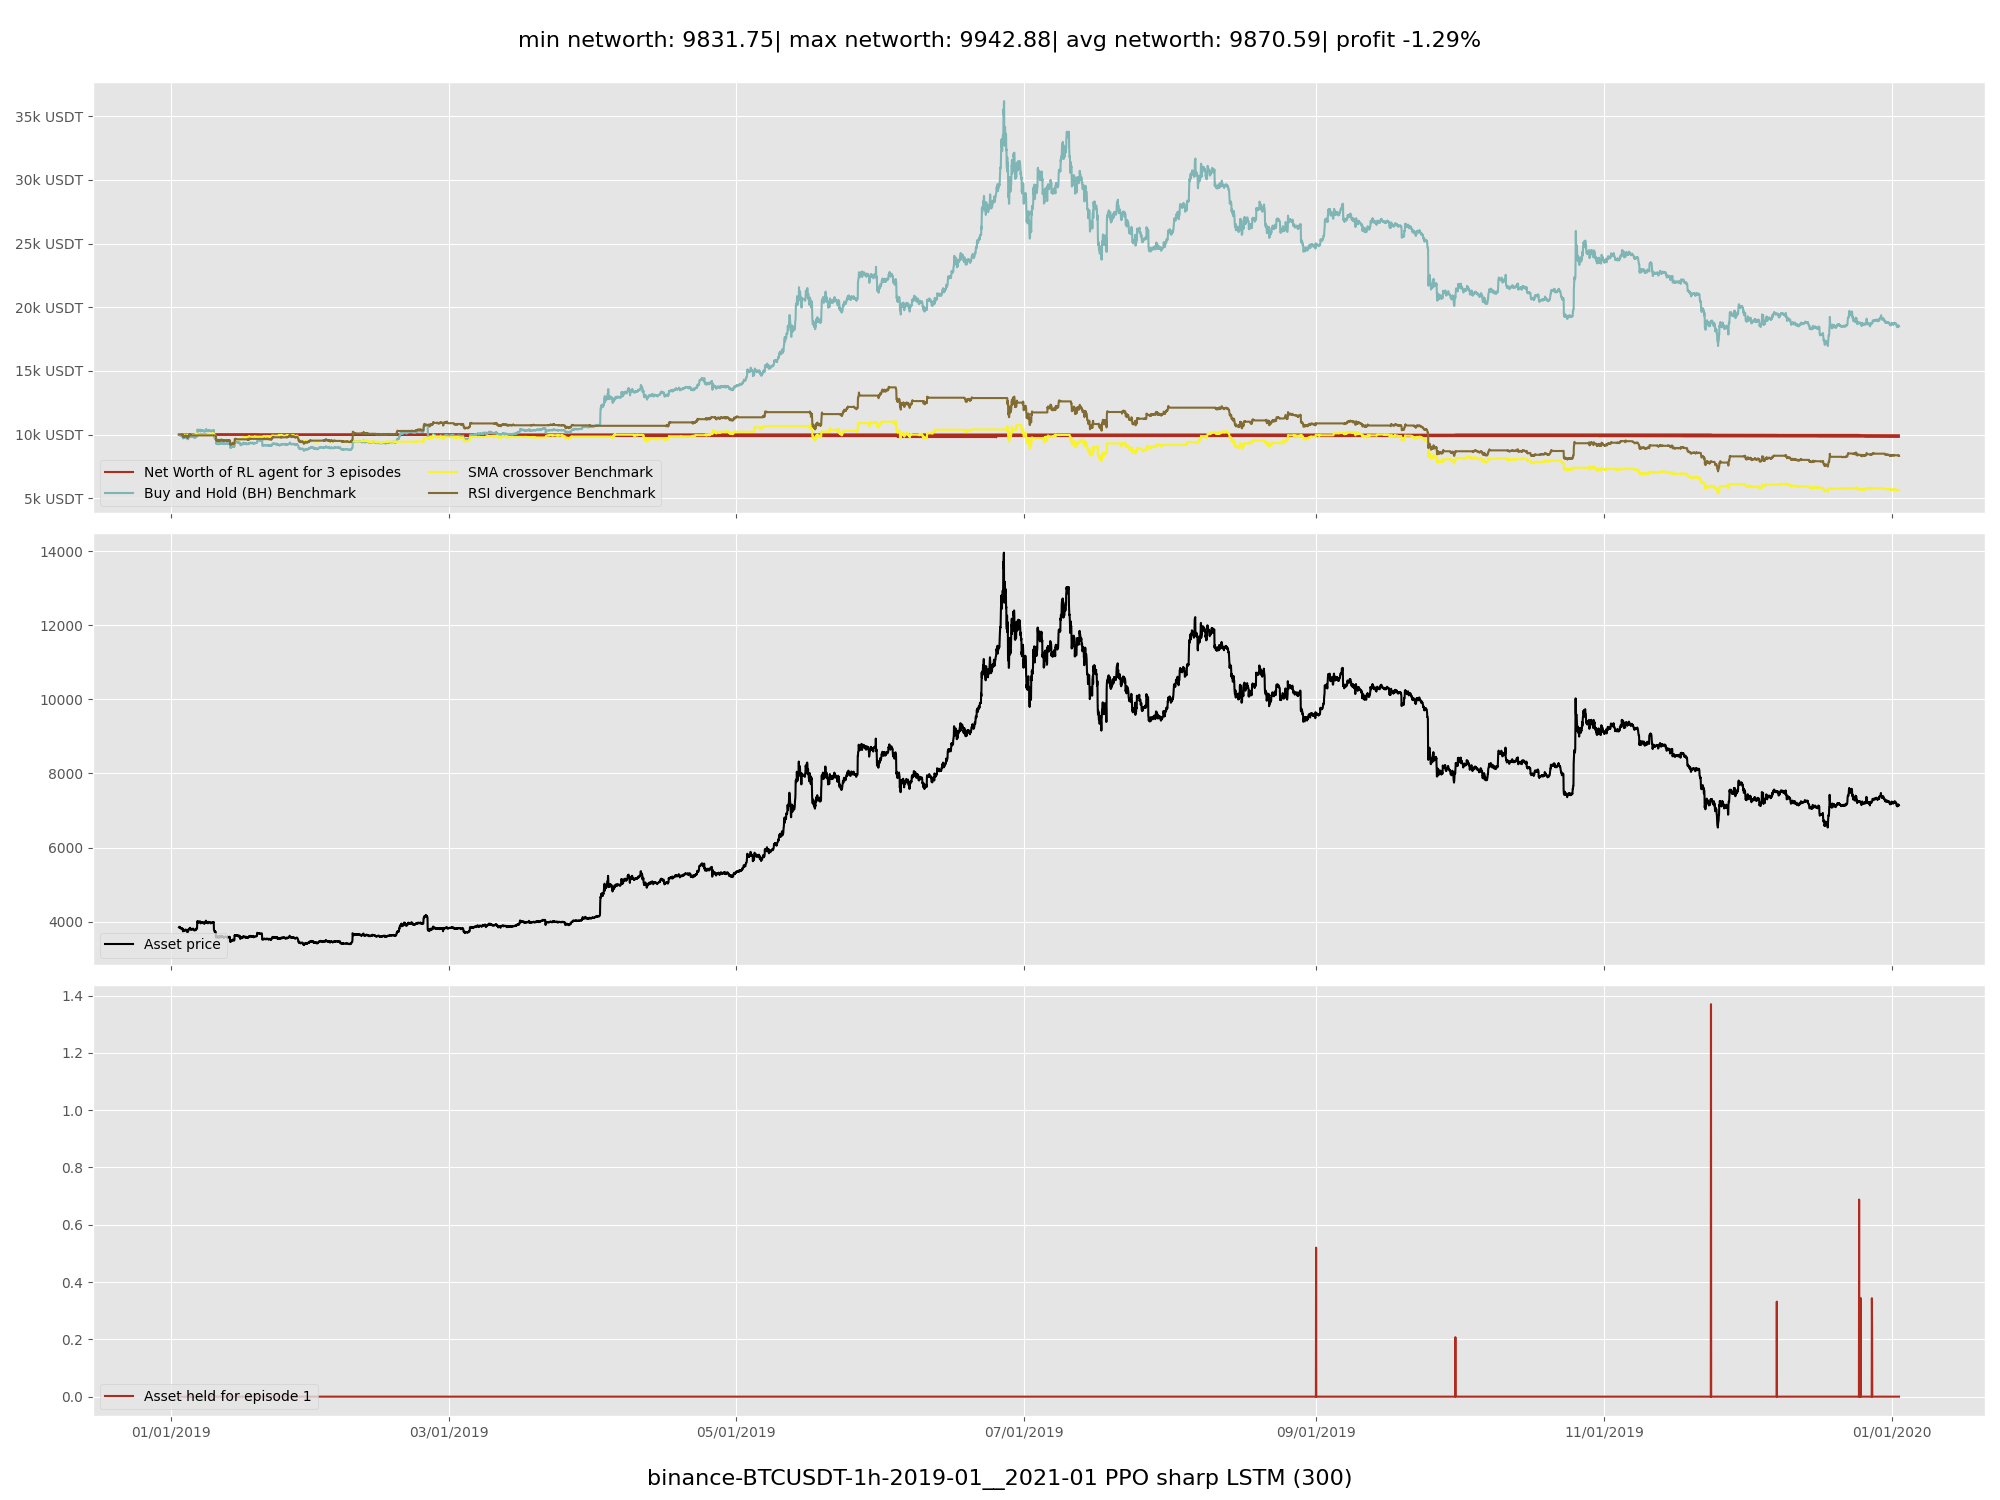 min networth: 9831.75| max networth: 9942.88| avg networth: 9870.59| profit -1.29%
35k USDT
30k USDT
25k USDT
20k USDT
15k USDT
10k USDT
5k USDT
Net Worth of RL agent for 3 episodes
Buy and Hold (BH) Benchmark
SMA crossover Benchmark
RSI divergence Benchmark
14000
12000
10000
8000
6000
4000
Asset price
1.4
1.2
1.0
0.8
0.6
0.4
0.2
0.0
Asset held for episode 1
01/01/2019 03/01/2019 05/01/2019 07/01/2019 09/01/2019 11/01/2019 01/01/2020
binance-BTCUSDT-1h-2019-01__2021-01 PPO sharp LSTM (300)